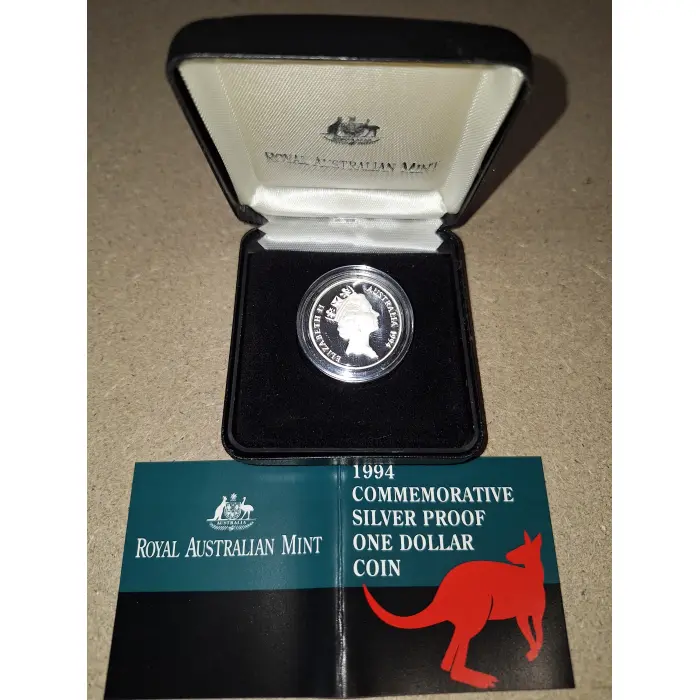 ROYAL AUSTRALIAN MINT
ELIZABETH II
AUSTRALIA 1994
AUSTRALIA
ROYAL AUSTRALIAN MINT
1994
COMMEMORATIVE
SILVER PROOF
ONE DOLLAR
COIN